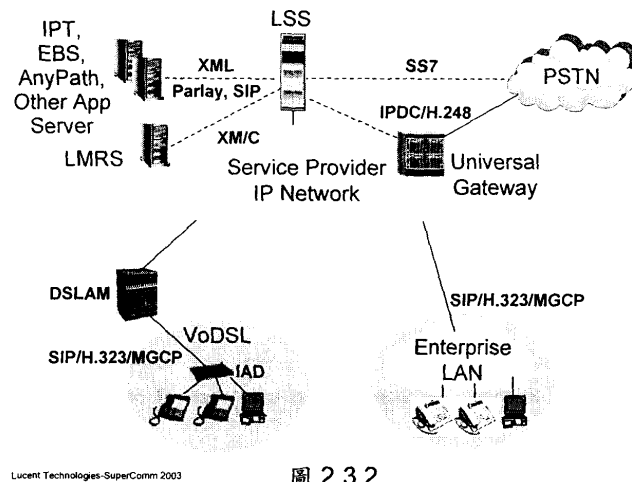 LSS
IPT,
EBS,
AnyPath,
Other App
Server
XML
Parlay, SIP
SS7
PSTN
IPDC/H.248
XM/C
LMRS
Service Provider
IP Network
Universal
Gateway
DSLAM
SIP/H.323/MGCP
VoDSL
SIP/H.323/MGCP
IAD
Enterprise
LAN
Lucent Technologies-SuperComm 2003
圖 2.3.2